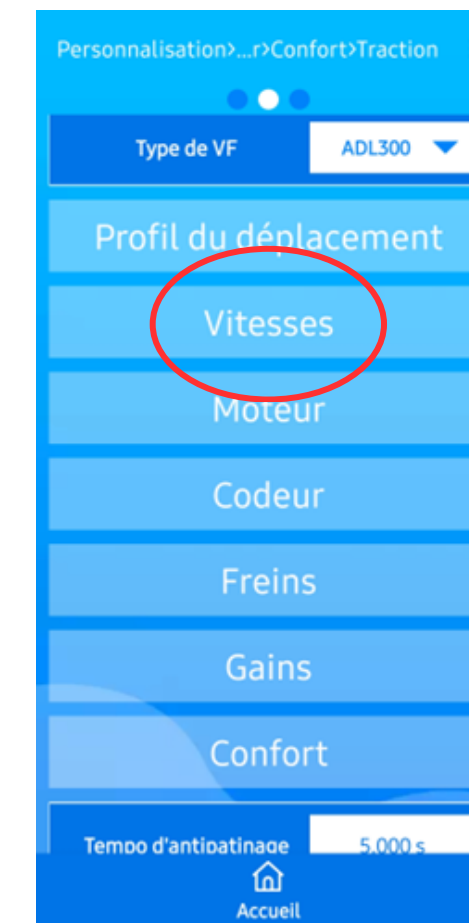 Personnalisation>...r>Confort>Traction
Type de VF ADL300
Profil du déplacement
Vitesses
Moteur
Codeur
Freins
Gains
Confort
Tempo d'antipatinage 5.000 s
Accueil